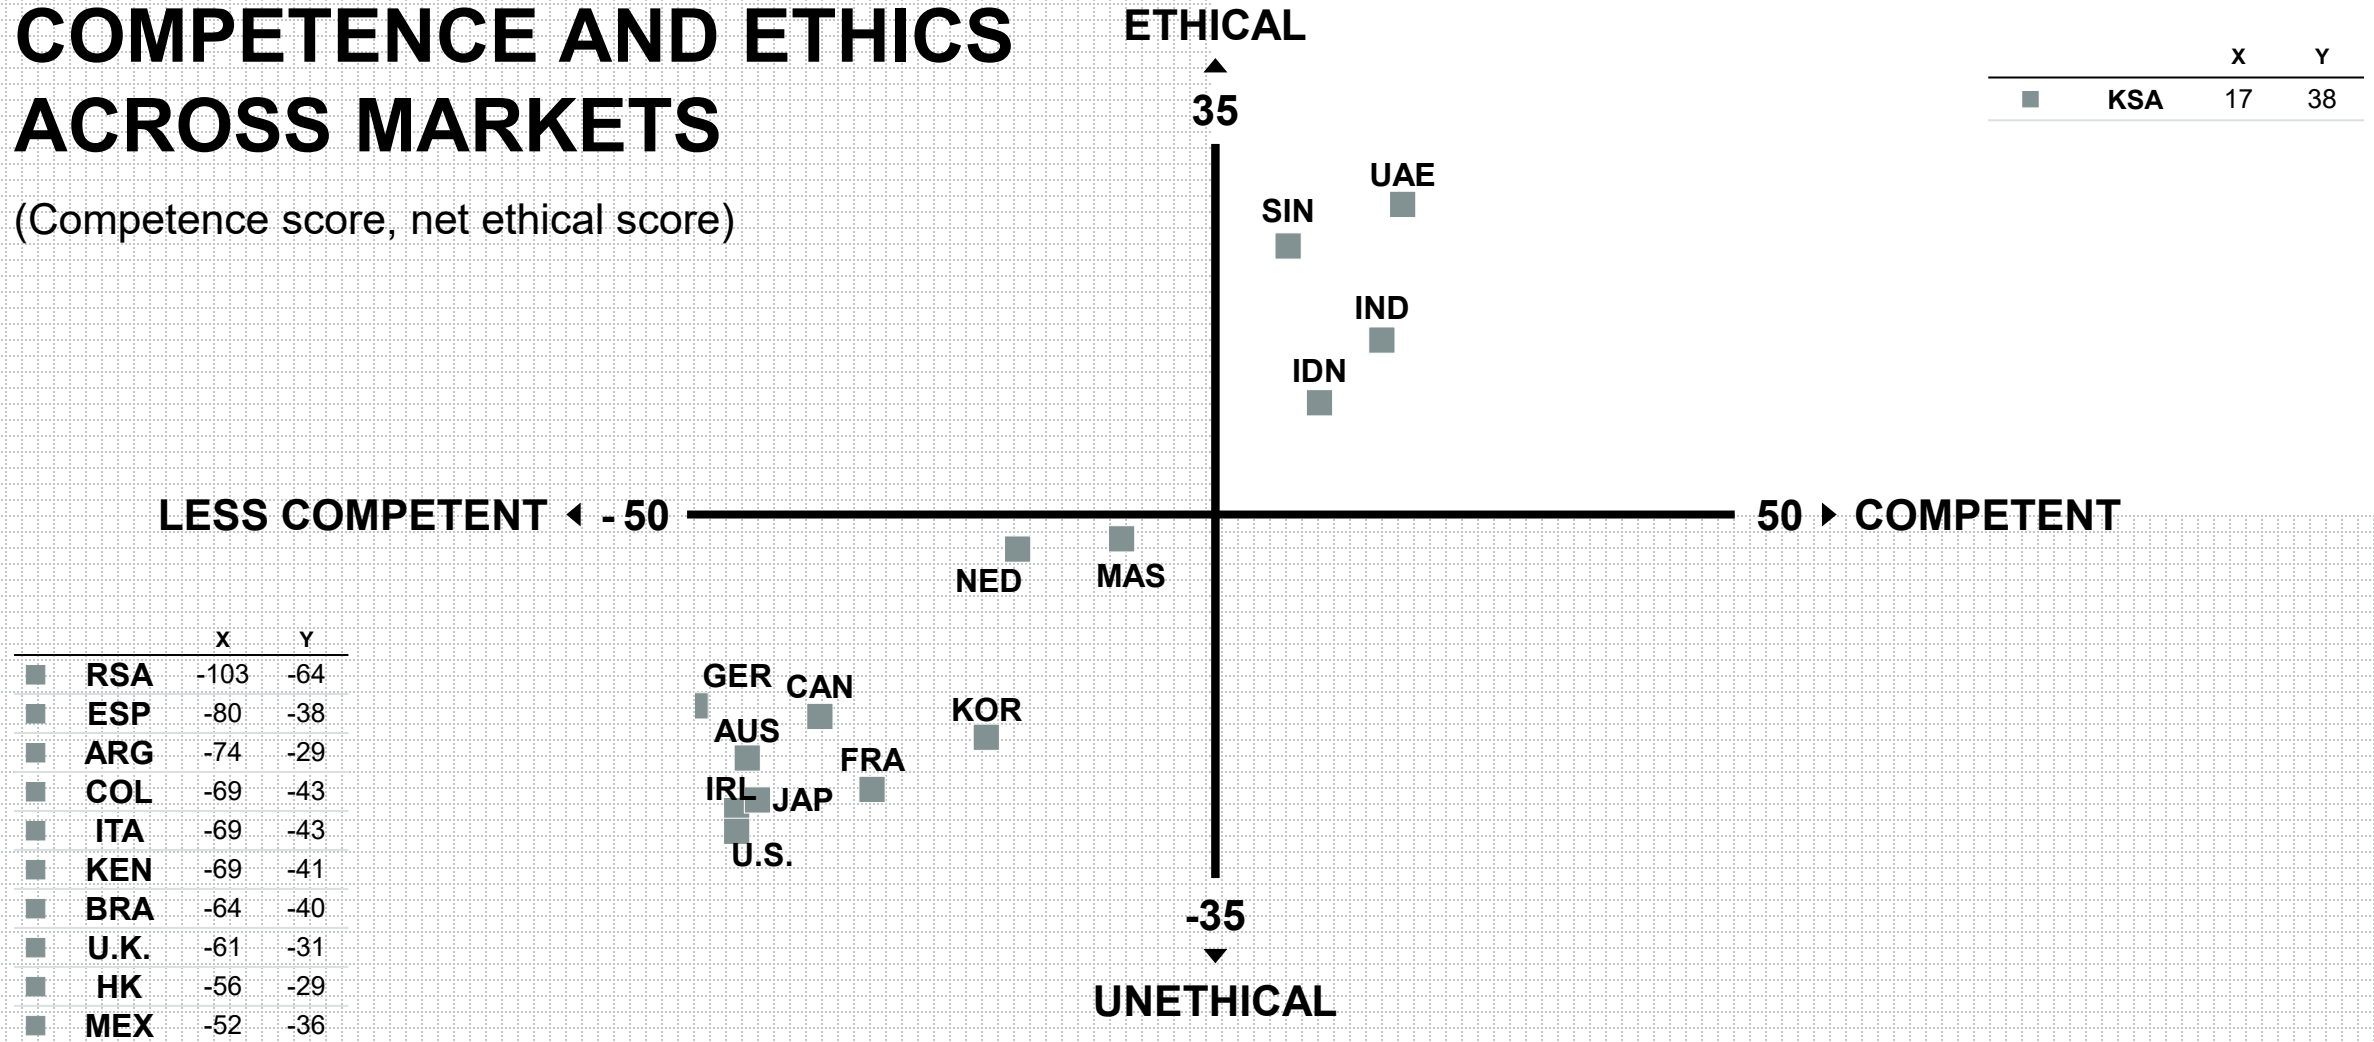 COMPETENCE AND ETHICS
ACROSS MARKETS
(Competence score, net ethical score)
ETHICAL
35
X Y
KSA 17 38
UAE
SIN
IND
IDN
LESS COMPETENT - 50
50 COMPETENT
NED
MAS
X Y
RSA -103 -64
ESP -80 -38
ARG -74 -29
COL -69 -43
ITA -69 -43
KEN -69 -41
BRA -64 -40
U.K. -61 -31
HK -56 -29
MEX -52 -36
GER
CAN
KOR
AUS
FRA
IRL
JAP
U.S.
-35
UNETHICAL